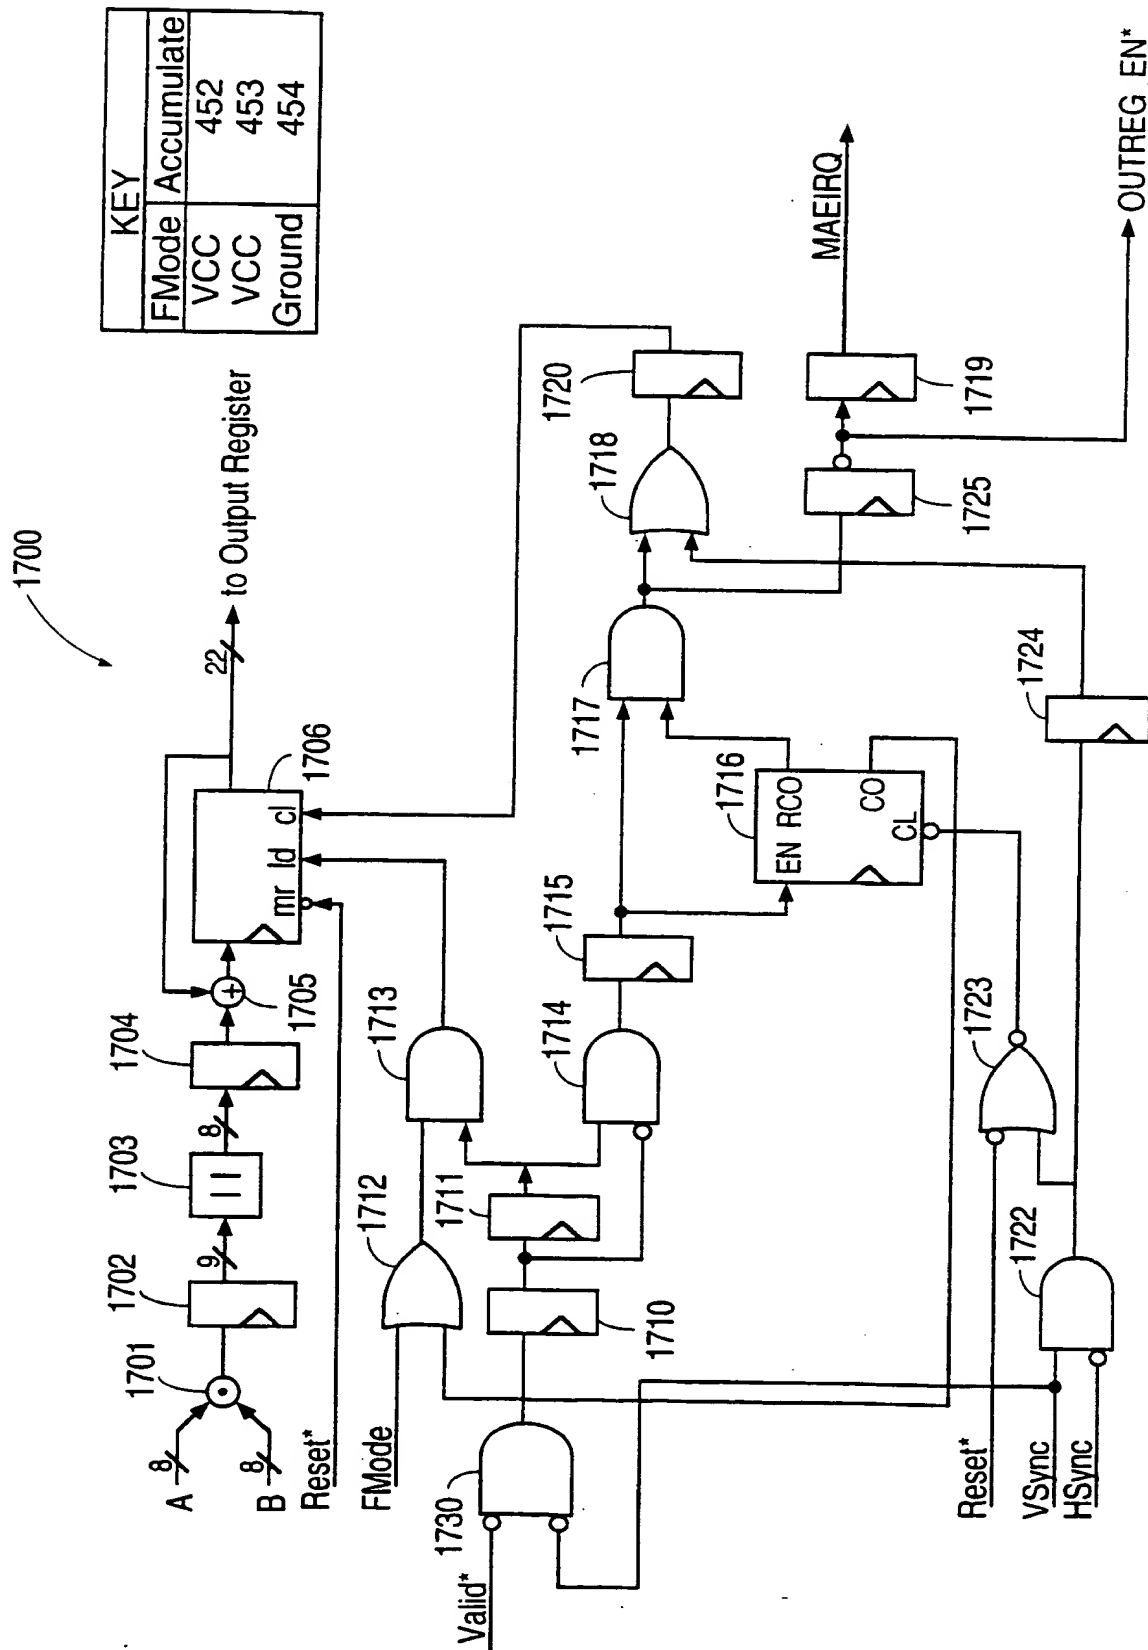 1700
KEY
FMode Accumulate
VCC 452
VCC 453
Ground 454
A
8
B
8
1701
1702
9
1703
8
1704
1705
1706
mr ld cl
22
to Output Register
Reset*
FMode
1712
1713
Valid*
1730
1710
1711
1714
1715
1716
EN RCO
CO
CL
1717
1718
1720
1725
1719
MAEIRQ
OUTREG_EN*
Reset*
VSync
HSync
1722
1723
1724